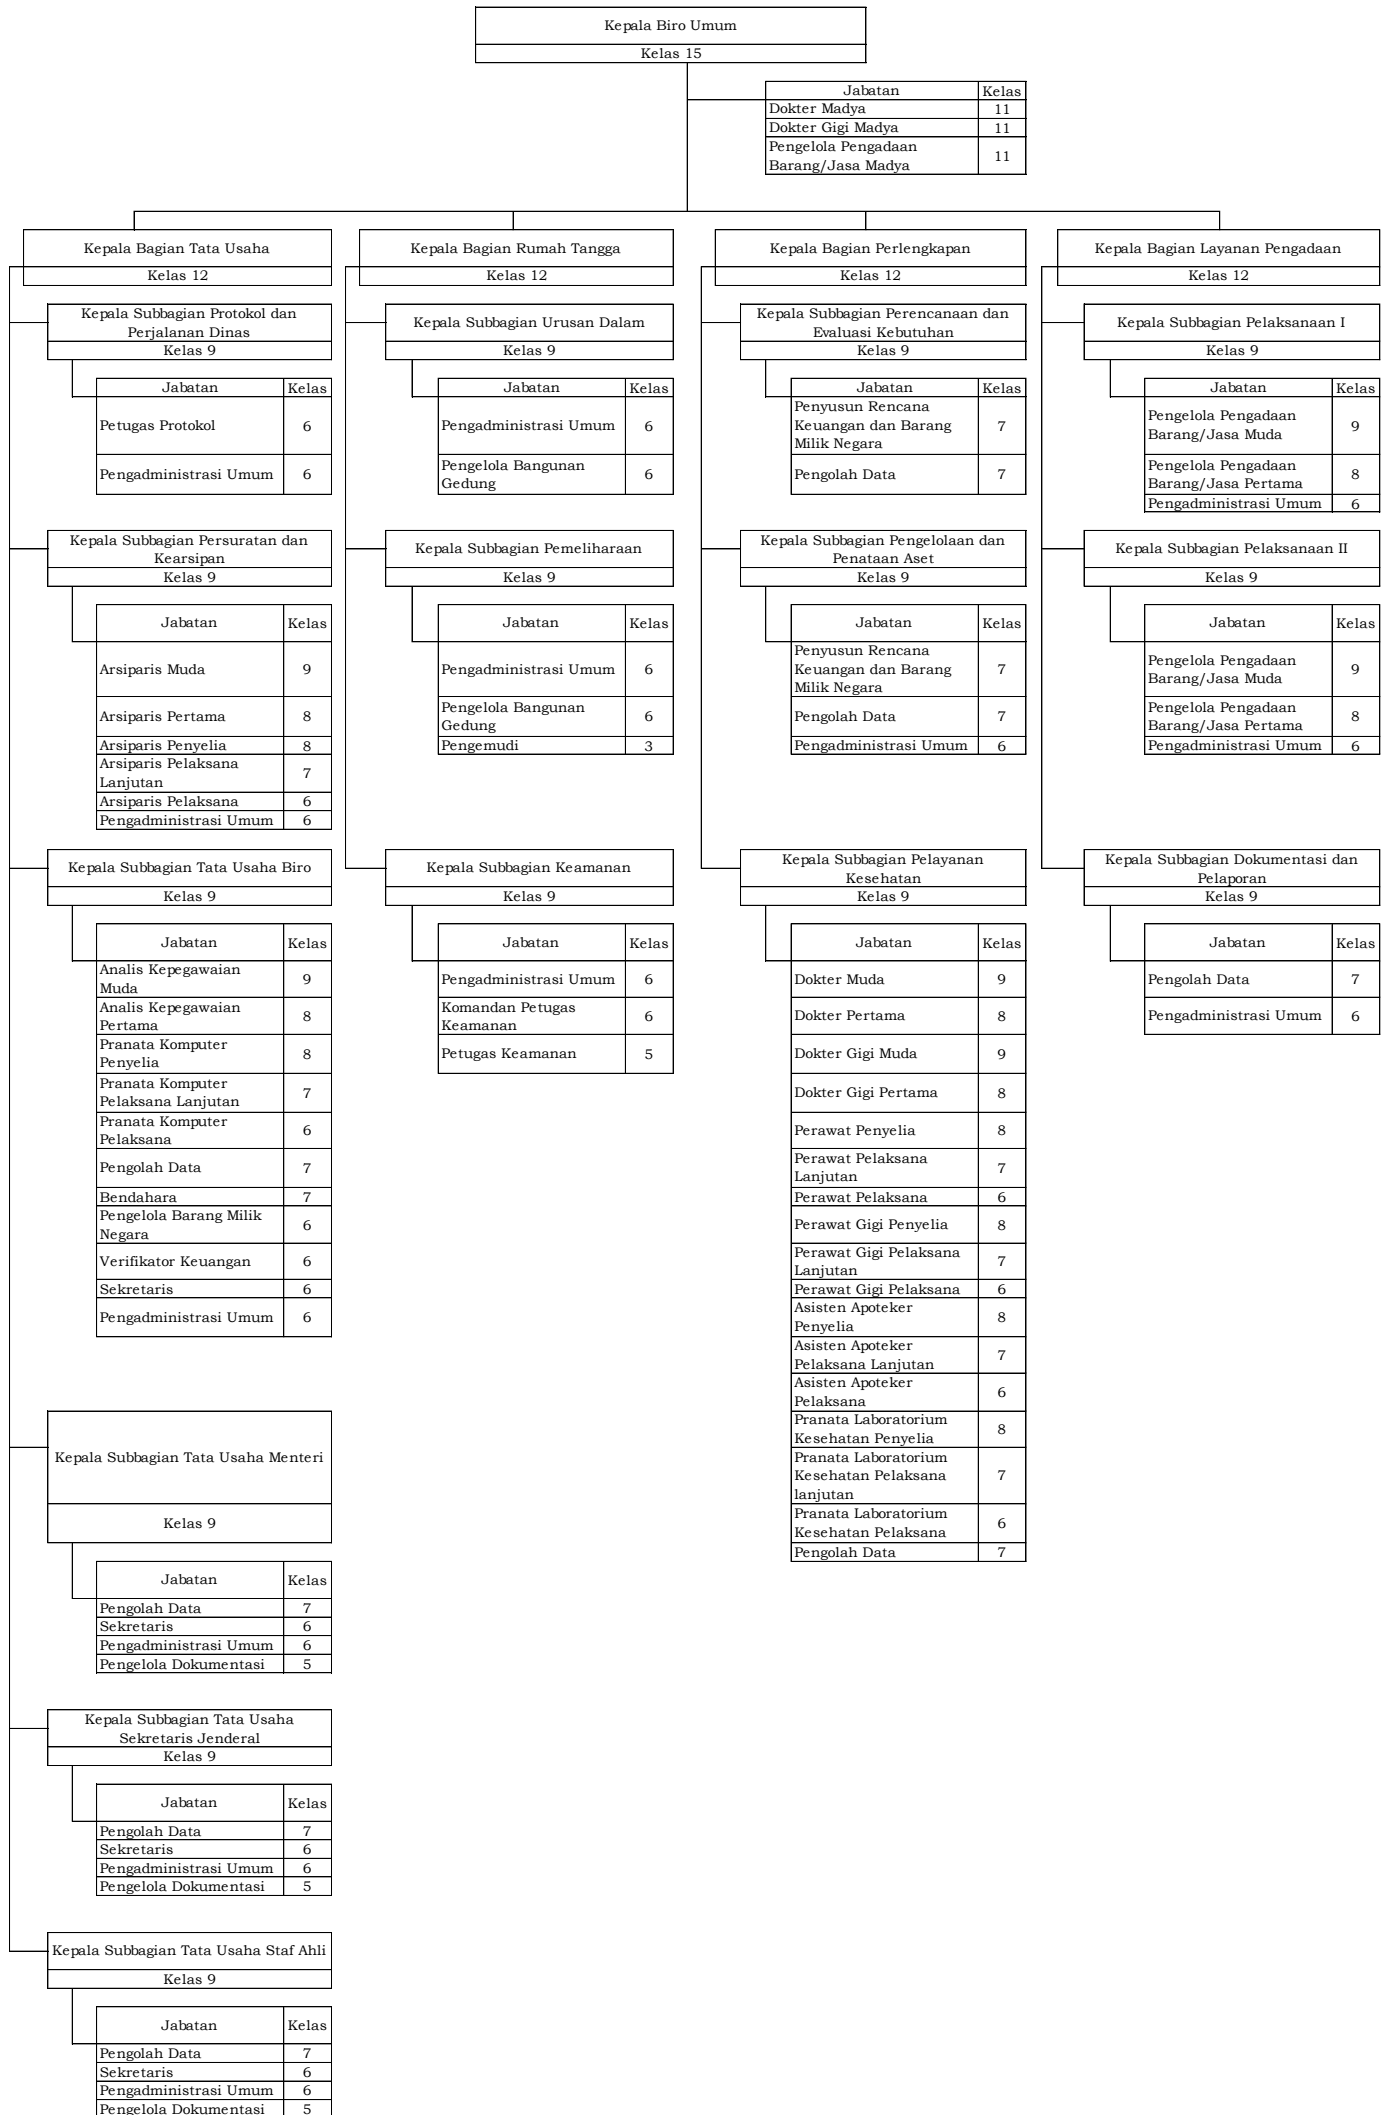 Kepala Biro Umum
Kelas 15
Jabatan Kelas
Dokter Madya 11
Dokter Gigi Madya 11
Pengelola Pengadaan
Barang/Jasa Madya
11
Kepala Bagian Tata Usaha
Kelas 12
Kepala Subbagian Protokol dan
Perjalanan Dinas
Kelas 9
Jabatan Kelas
Petugas Protokol 6
Pengadministrasi Umum 6
Kepala Subbagian Persuratan dan
Kearsipan
Kelas 9
Jabatan Kelas
Arsiparis Muda 9
Arsiparis Pertama 8
Arsiparis Penyelia 8
Arsiparis Pelaksana
Lanjutan
7
Arsiparis Pelaksana 6
Pengadministrasi Umum 6
Kepala Subbagian Tata Usaha Biro
Kelas 9
Jabatan Kelas
Analis Kepegawaian
Muda
9
Analis Kepegawaian
Pertama
8
Pranata Komputer
Penyelia
8
Pranata Komputer
Pelaksana Lanjutan
7
Pranata Komputer
Pelaksana
6
Pengolah Data 7
Bendahara 7
Pengelola Barang Milik
Negara
6
Verifikator Keuangan 6
Sekretaris 6
Pengadministrasi Umum 6
Kepala Subbagian Tata Usaha Menteri
Kelas 9
Jabatan Kelas
Pengolah Data 7
Sekretaris 6
Pengadministrasi Umum 6
Pengelola Dokumentasi 5
Kepala Subbagian Tata Usaha
Sekretaris Jenderal
Kelas 9
Jabatan Kelas
Pengolah Data 7
Sekretaris 6
Pengadministrasi Umum 6
Pengelola Dokumentasi 5
Kepala Subbagian Tata Usaha Staf Ahli
Kelas 9
Jabatan Kelas
Pengolah Data 7
Sekretaris 6
Pengadministrasi Umum 6
Pengelola Dokumentasi 5
Kepala Bagian Rumah Tangga
Kelas 12
Kepala Subbagian Urusan Dalam
Kelas 9
Jabatan Kelas
Pengadministrasi Umum 6
Pengelola Bangunan
Gedung
6
Kepala Subbagian Pemeliharaan
Kelas 9
Jabatan Kelas
Pengadministrasi Umum 6
Pengelola Bangunan
Gedung
6
Pengemudi 3
Kepala Subbagian Keamanan
Kelas 9
Jabatan Kelas
Pengadministrasi Umum 6
Komandan Petugas
Keamanan
6
Petugas Keamanan 5
Kepala Bagian Perlengkapan
Kelas 12
Kepala Subbagian Perencanaan dan
Evaluasi Kebutuhan
Kelas 9
Jabatan Kelas
Penyusun Rencana
Keuangan dan Barang
Milik Negara
7
Pengolah Data 7
Kepala Subbagian Pengelolaan dan
Penataan Aset
Kelas 9
Jabatan Kelas
Penyusun Rencana
Keuangan dan Barang
Milik Negara
7
Pengolah Data 7
Pengadministrasi Umum 6
Kepala Subbagian Pelayanan
Kesehatan
Kelas 9
Jabatan Kelas
Dokter Muda 9
Dokter Pertama 8
Dokter Gigi Muda 9
Dokter Gigi Pertama 8
Perawat Penyelia 8
Perawat Pelaksana
Lanjutan
7
Perawat Pelaksana 6
Perawat Gigi Penyelia 8
Perawat Gigi Pelaksana
Lanjutan
7
Perawat Gigi Pelaksana 6
Asisten Apoteker
Penyelia
8
Asisten Apoteker
Pelaksana Lanjutan
7
Asisten Apoteker
Pelaksana
6
Pranata Laboratorium
Kesehatan Penyelia
8
Pranata Laboratorium
Kesehatan Pelaksana
lanjutan
7
Pranata Laboratorium
Kesehatan Pelaksana
6
Pengolah Data 7
Kepala Bagian Layanan Pengadaan
Kelas 12
Kepala Subbagian Pelaksanaan I
Kelas 9
Jabatan Kelas
Pengelola Pengadaan
Barang/Jasa Muda
9
Pengelola Pengadaan
Barang/Jasa Pertama
8
Pengadministrasi Umum 6
Kepala Subbagian Pelaksanaan II
Kelas 9
Jabatan Kelas
Pengelola Pengadaan
Barang/Jasa Muda
9
Pengelola Pengadaan
Barang/Jasa Pertama
8
Pengadministrasi Umum 6
Kepala Subbagian Dokumentasi dan
Pelaporan
Kelas 9
Jabatan Kelas
Pengolah Data 7
Pengadministrasi Umum 6